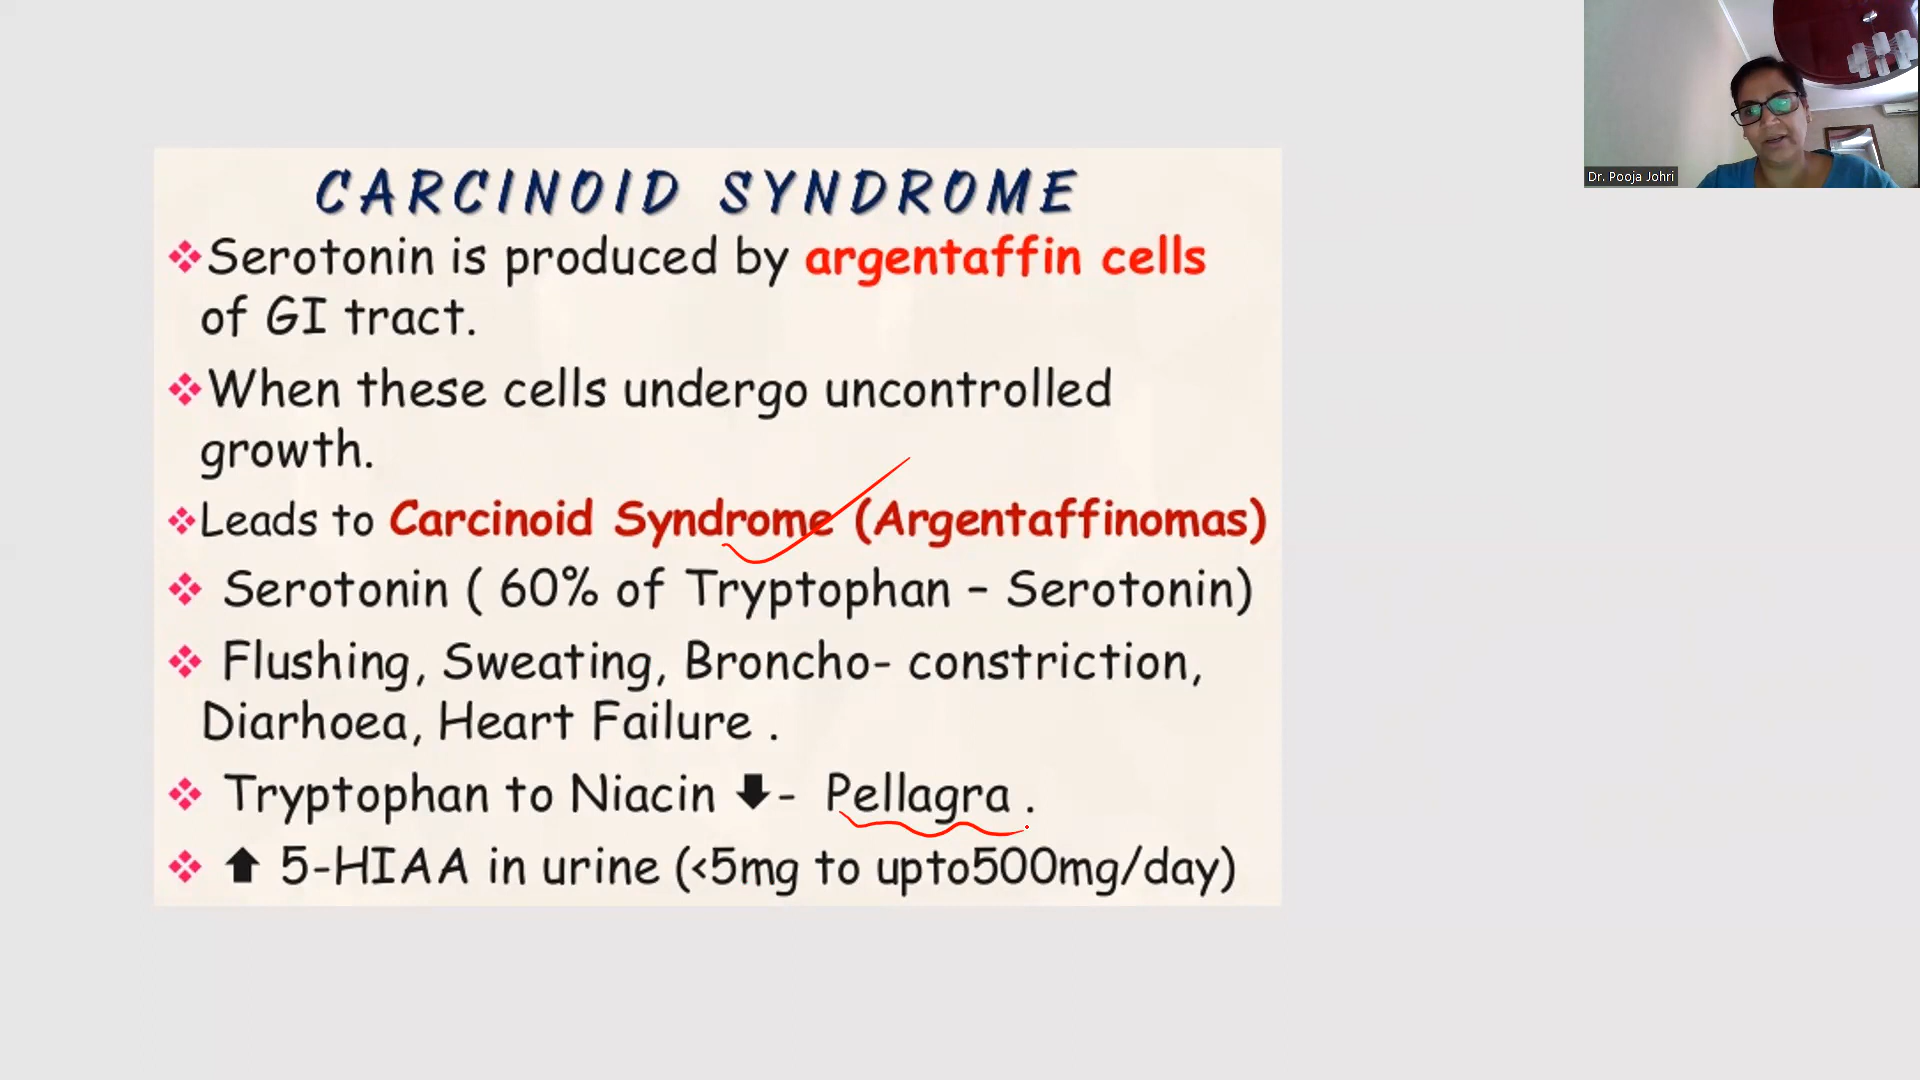 CARCINOID SYNDROME
❖Serotonin is produced by argentaffin cells
of GI tract.
❖When these cells undergo uncontrolled
growth.
❖Leads to Carcinoid Syndrome (Argentaffinomas)
❖ Serotonin ( 60% of Tryptophan – Serotonin)
❖ Flushing, Sweating, Broncho- constriction,
Diarhoea, Heart Failure .
❖ Tryptophan to Niacin 🡇- Pellagra .
❖ 🡅 5-HIAA in urine (<5mg to upto500mg/day)
Dr. Pooja Johri